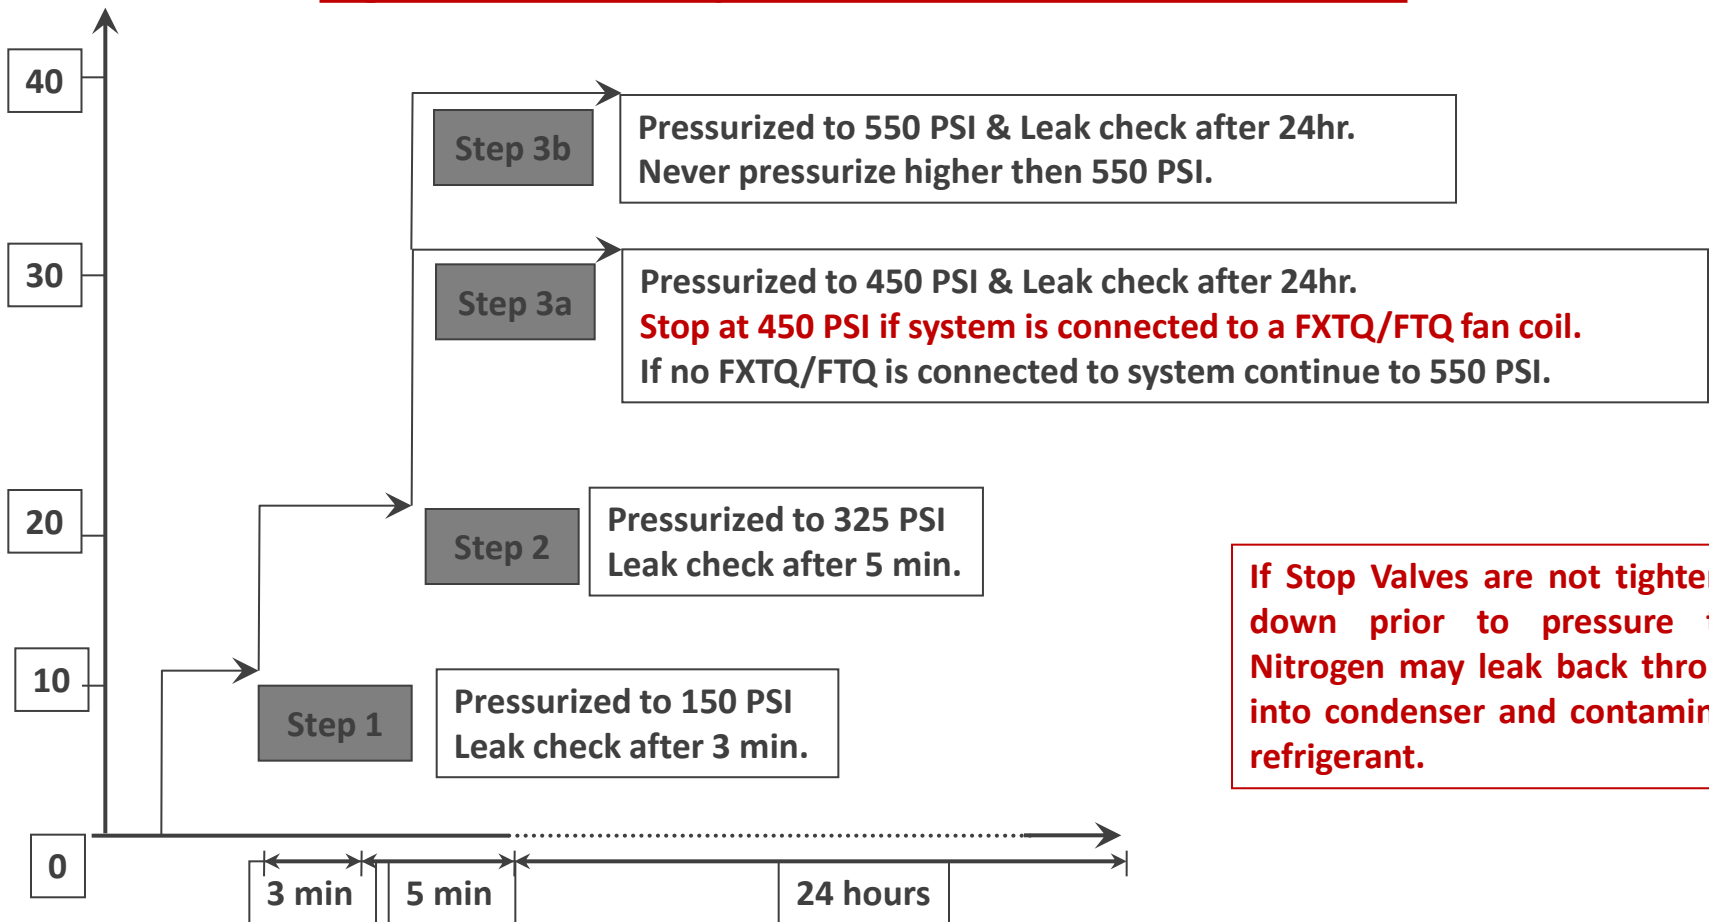 40
Step 3b
Pressurized to 550 PSI & Leak check after 24hr.
Never pressurize higher then 550 PSI.
30
Step 3a
Pressurized to 450 PSI & Leak check after 24hr.
Stop at 450 PSI if system is connected to a FXTQ/FTQ fan coil.
If no FXTQ/FTQ is connected to system continue to 550 PSI.
20
Step 2
Pressurized to 325 PSI
Leak check after 5 min.
If Stop Valves are not
down prior to pressure
Nitrogen may leak back
into condenser and
refrigerant.
10
Step 1
Pressurized to 150 PSI
Leak check after 3 min.
0
3 min
5 min
24 hours